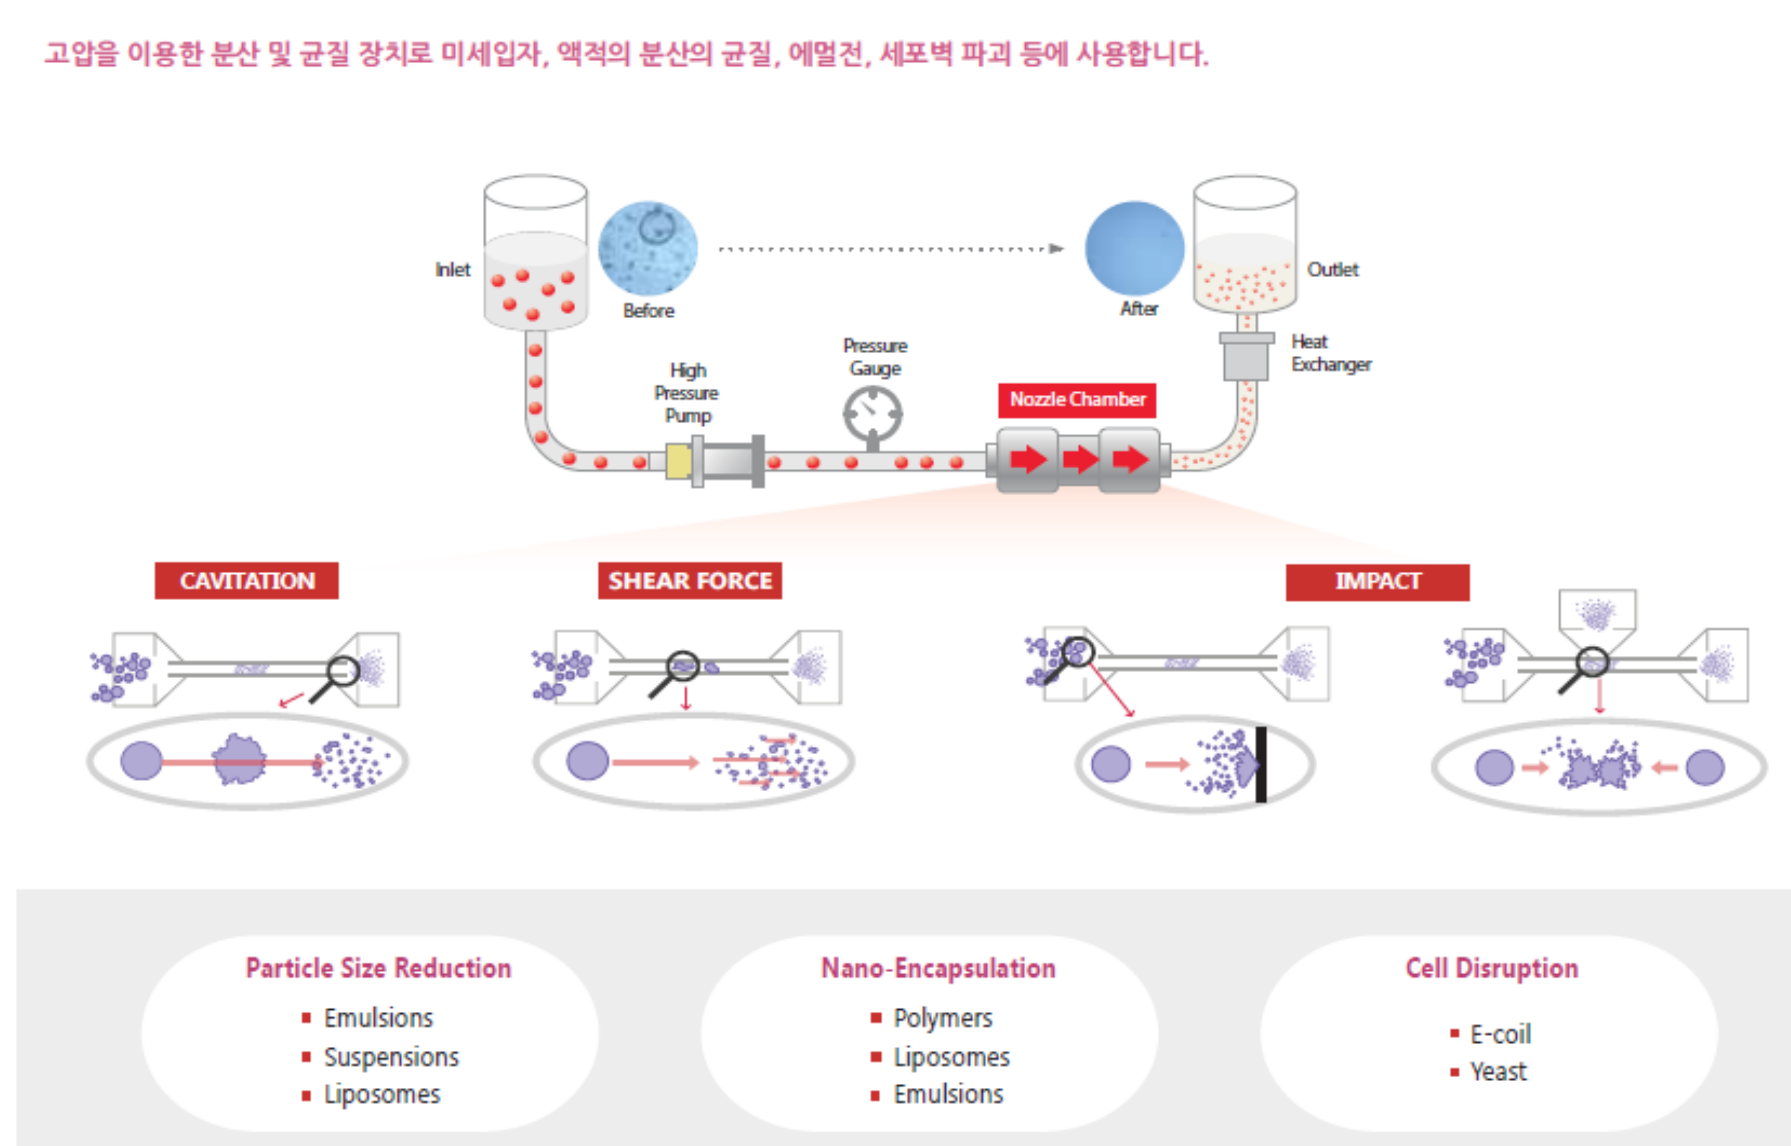 고압을 이용한 분산 및 균질 장치로 미세입자, 액적의 분산의 균질, 에멀전, 세포벽 파괴 등에 사용합니다.
Inlet
Before
After
Outlet
Heat
Exchanger
High
Pressure
Pump
Pressure
Gauge
Nozzle Chamber
CAVITATION
SHEAR FORCE
IMPACT
Particle Size Reduction
▪ Emulsions
▪ Suspensions
▪ Liposomes
Nano-Encapsulation
▪ Polymers
▪ Liposomes
▪ Emulsions
Cell Disruption
▪ E-coil
▪ Yeast